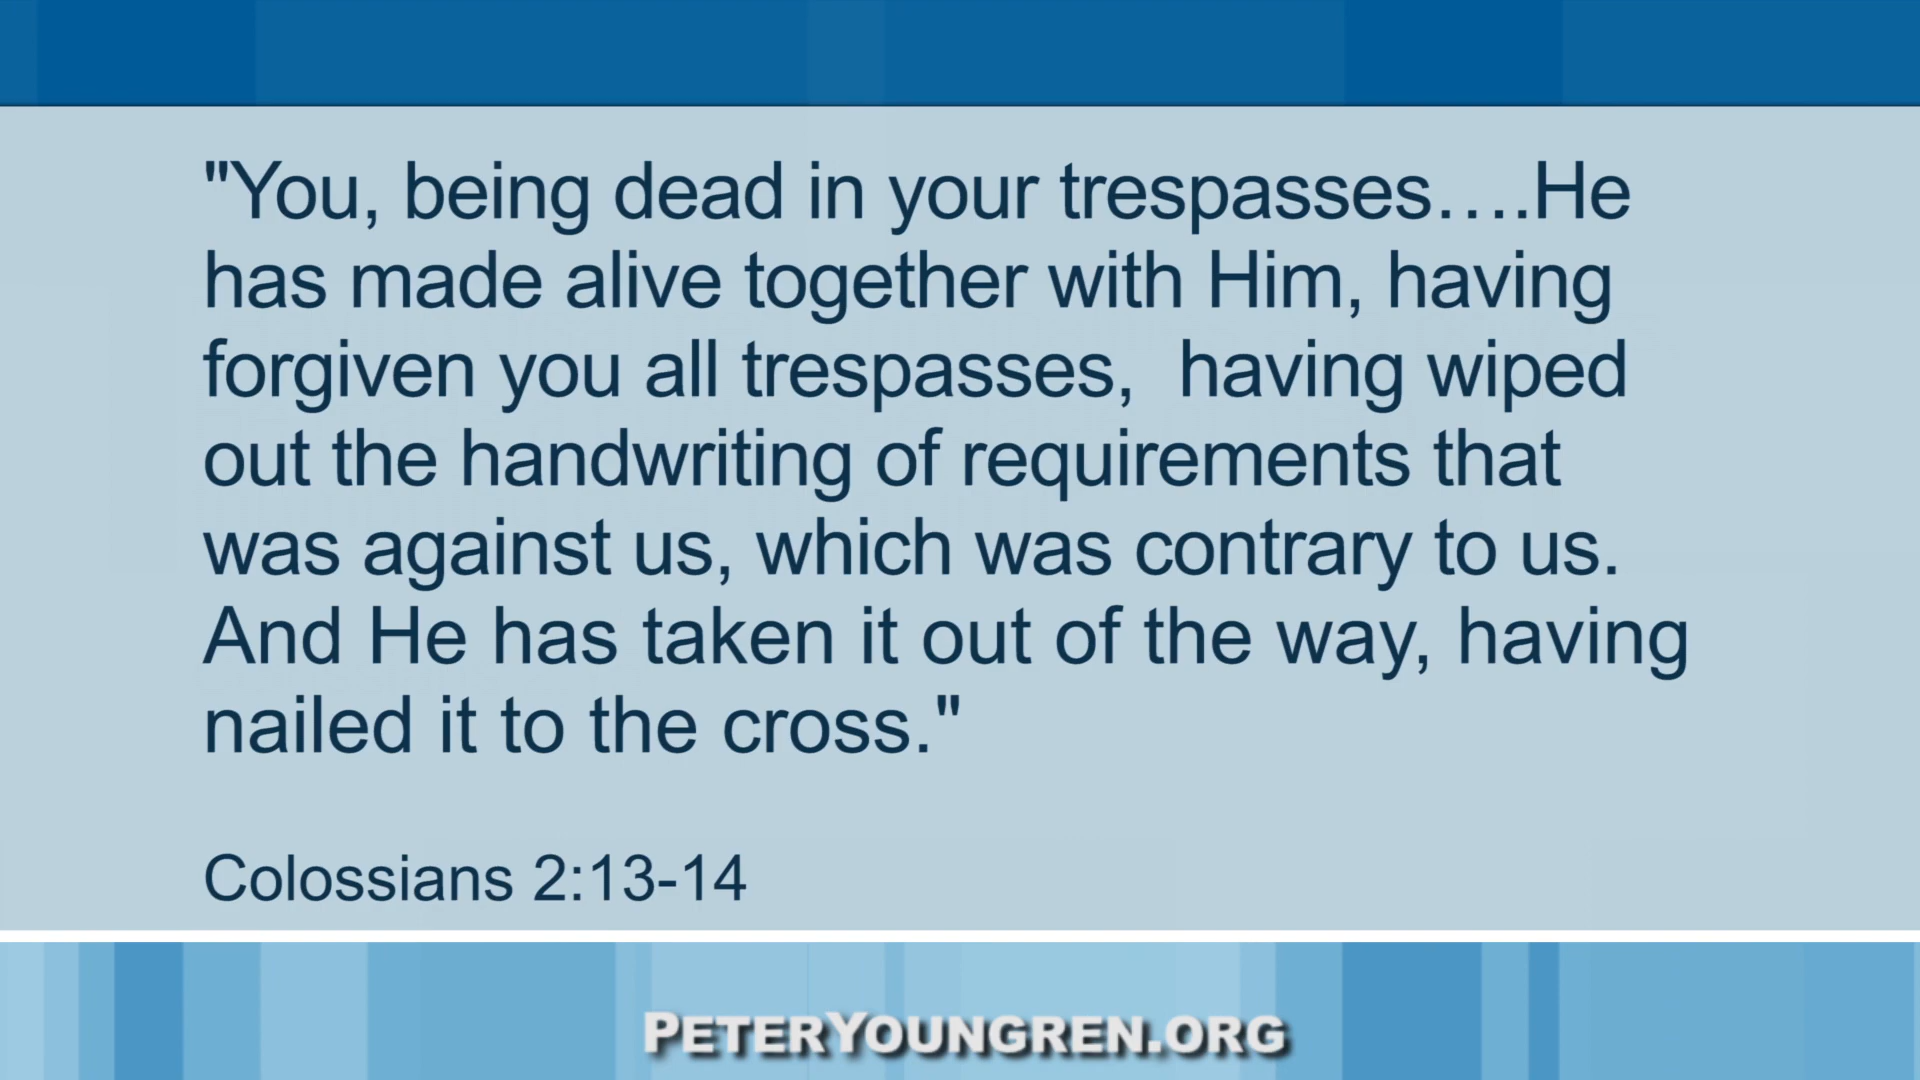 "You, being dead in your trespasses….He
has made alive together with Him, having
forgiven you all trespasses,  having wiped
out the handwriting of requirements that
was against us, which was contrary to us.
And He has taken it out of the way, having
nailed it to the cross."
Colossians 2:13-14
PETERYOUNGREN.ORG